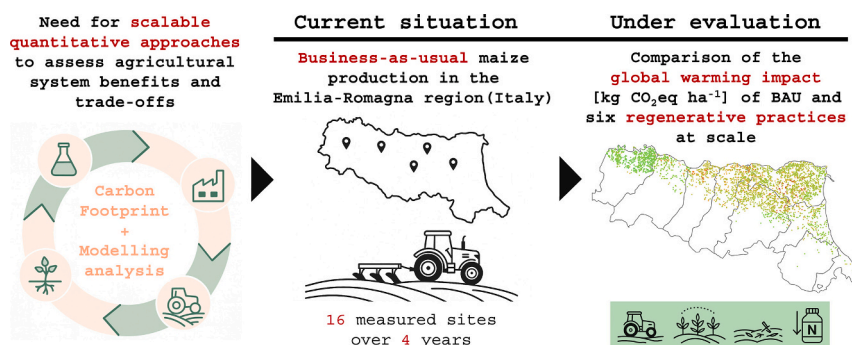 Need for scalable
quantitative approaches
to assess agricultural
system benefits and
trade-offs
Carbon
Footprint
+
Modelling
analysis
Current situation
Business-as-usual maize
production in the
Emilia-Romagna region(Italy)
16 measured sites
over 4 years
Under evaluation
Comparison of the
global warming impact
[kg CO₂eq ha⁻¹] of BAU and
six regenerative practices
at scale
N